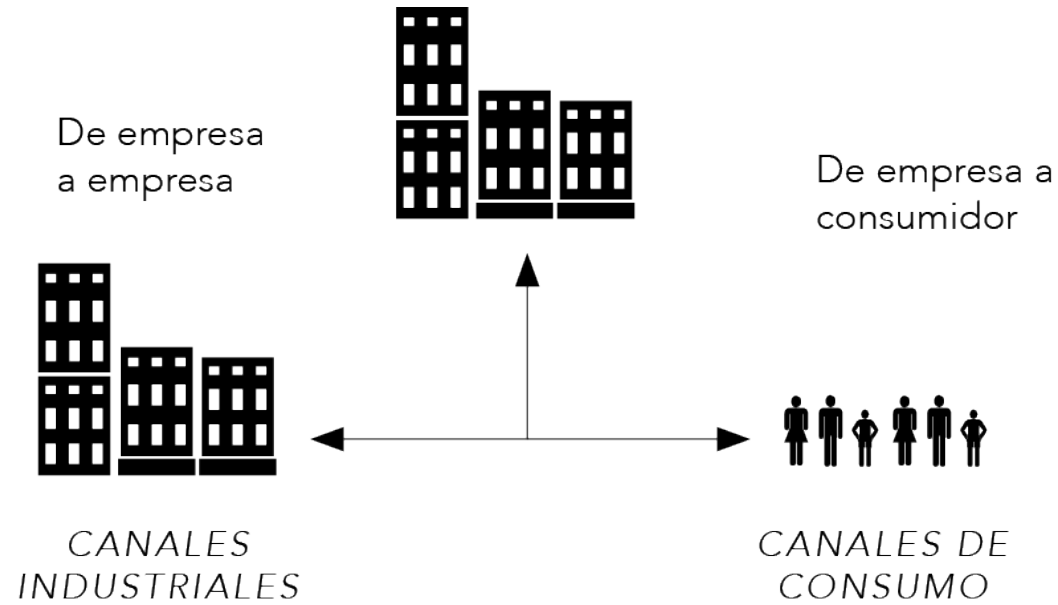 De empresa
a empresa
De empresa a
consumidor
CANALES
INDUSTRIALES
CANALES DE
CONSUMO